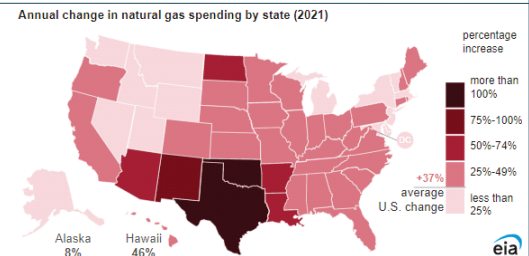 Annual change in natural gas spending by state (2021)
percentage
increase
more than
100%
75%-100%
50%-74%
25%-49%
less than
25%
+37%
average
U.S. change
DC
Alaska
8%
Hawaii
46%
eia